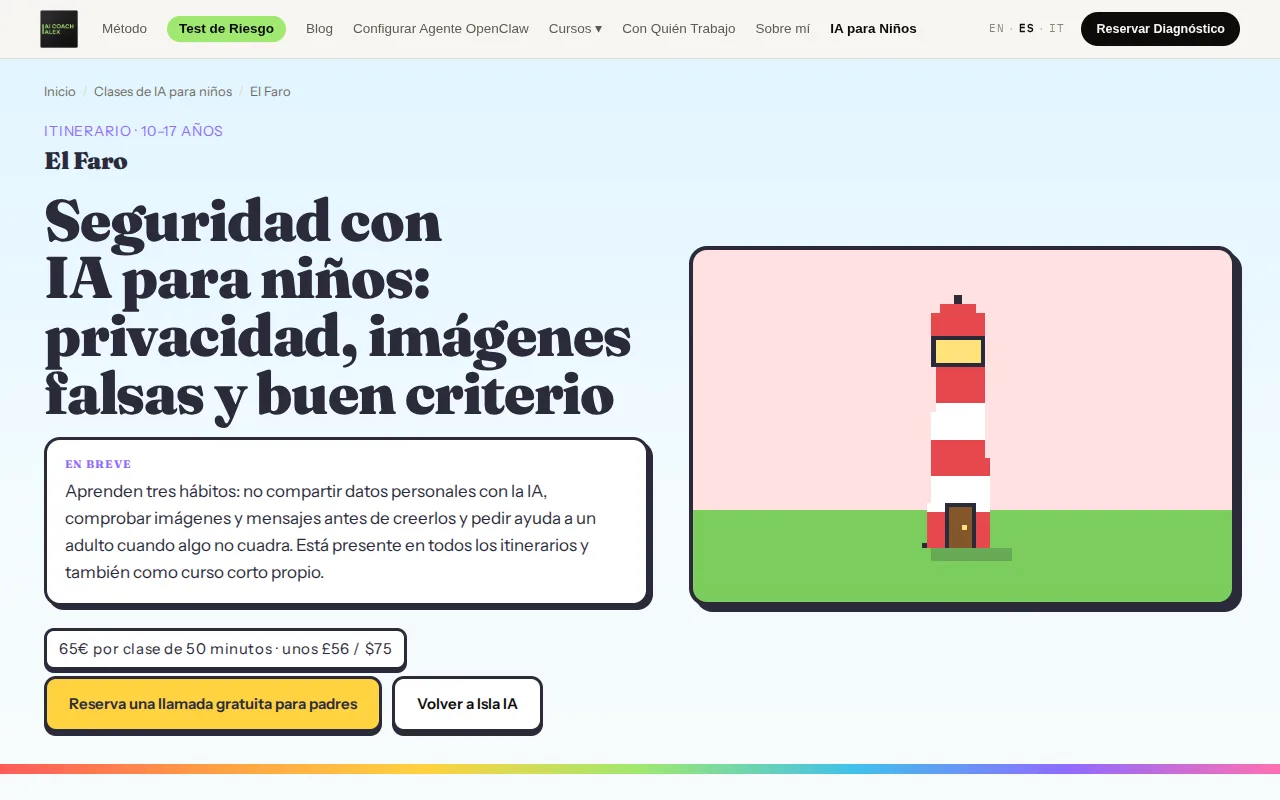 AI COACH
ALEX
Método
Test de Riesgo
Blog
Configurar Agente OpenClaw
Cursos ▾
Con Quién Trabajo
Sobre mí
IA para Niños
EN · ES · IT
Reservar Diagnóstico
Inicio / Clases de IA para niños / El Faro
ITINERARIO · 10–17 AÑOS
El Faro
Seguridad con
IA para niños:
privacidad, imágenes
falsas y buen criterio
EN BREVE
Aprenden tres hábitos: no compartir datos personales con la IA,
comprobar imágenes y mensajes antes de creerlos y pedir ayuda a un
adulto cuando algo no cuadra. Está presente en todos los itinerarios y
también como curso corto propio.
65€ por clase de 50 minutos · unos £56 / $75
Reserva una llamada gratuita para padres
Volver a Isla IA